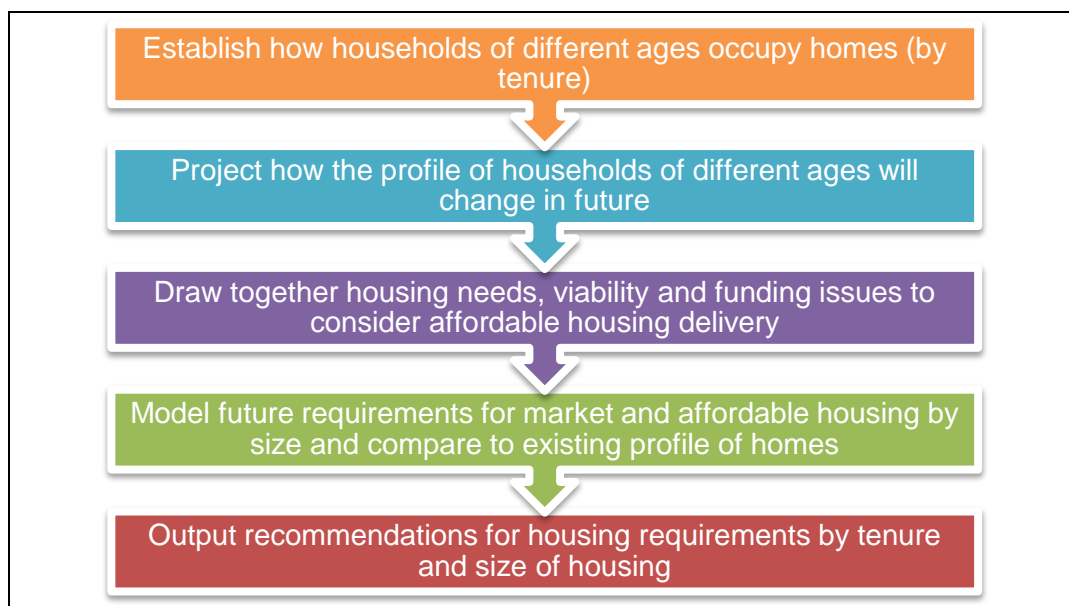 Establish how households of different ages occupy homes (by
tenure)
Project how the profile of households of different ages will
change in future
Draw together housing needs, viability and funding issues to
consider affordable housing delivery
Model future requirements for market and affordable housing by
size and compare to existing profile of homes
Output recommendations for housing requirements by tenure
and size of housing